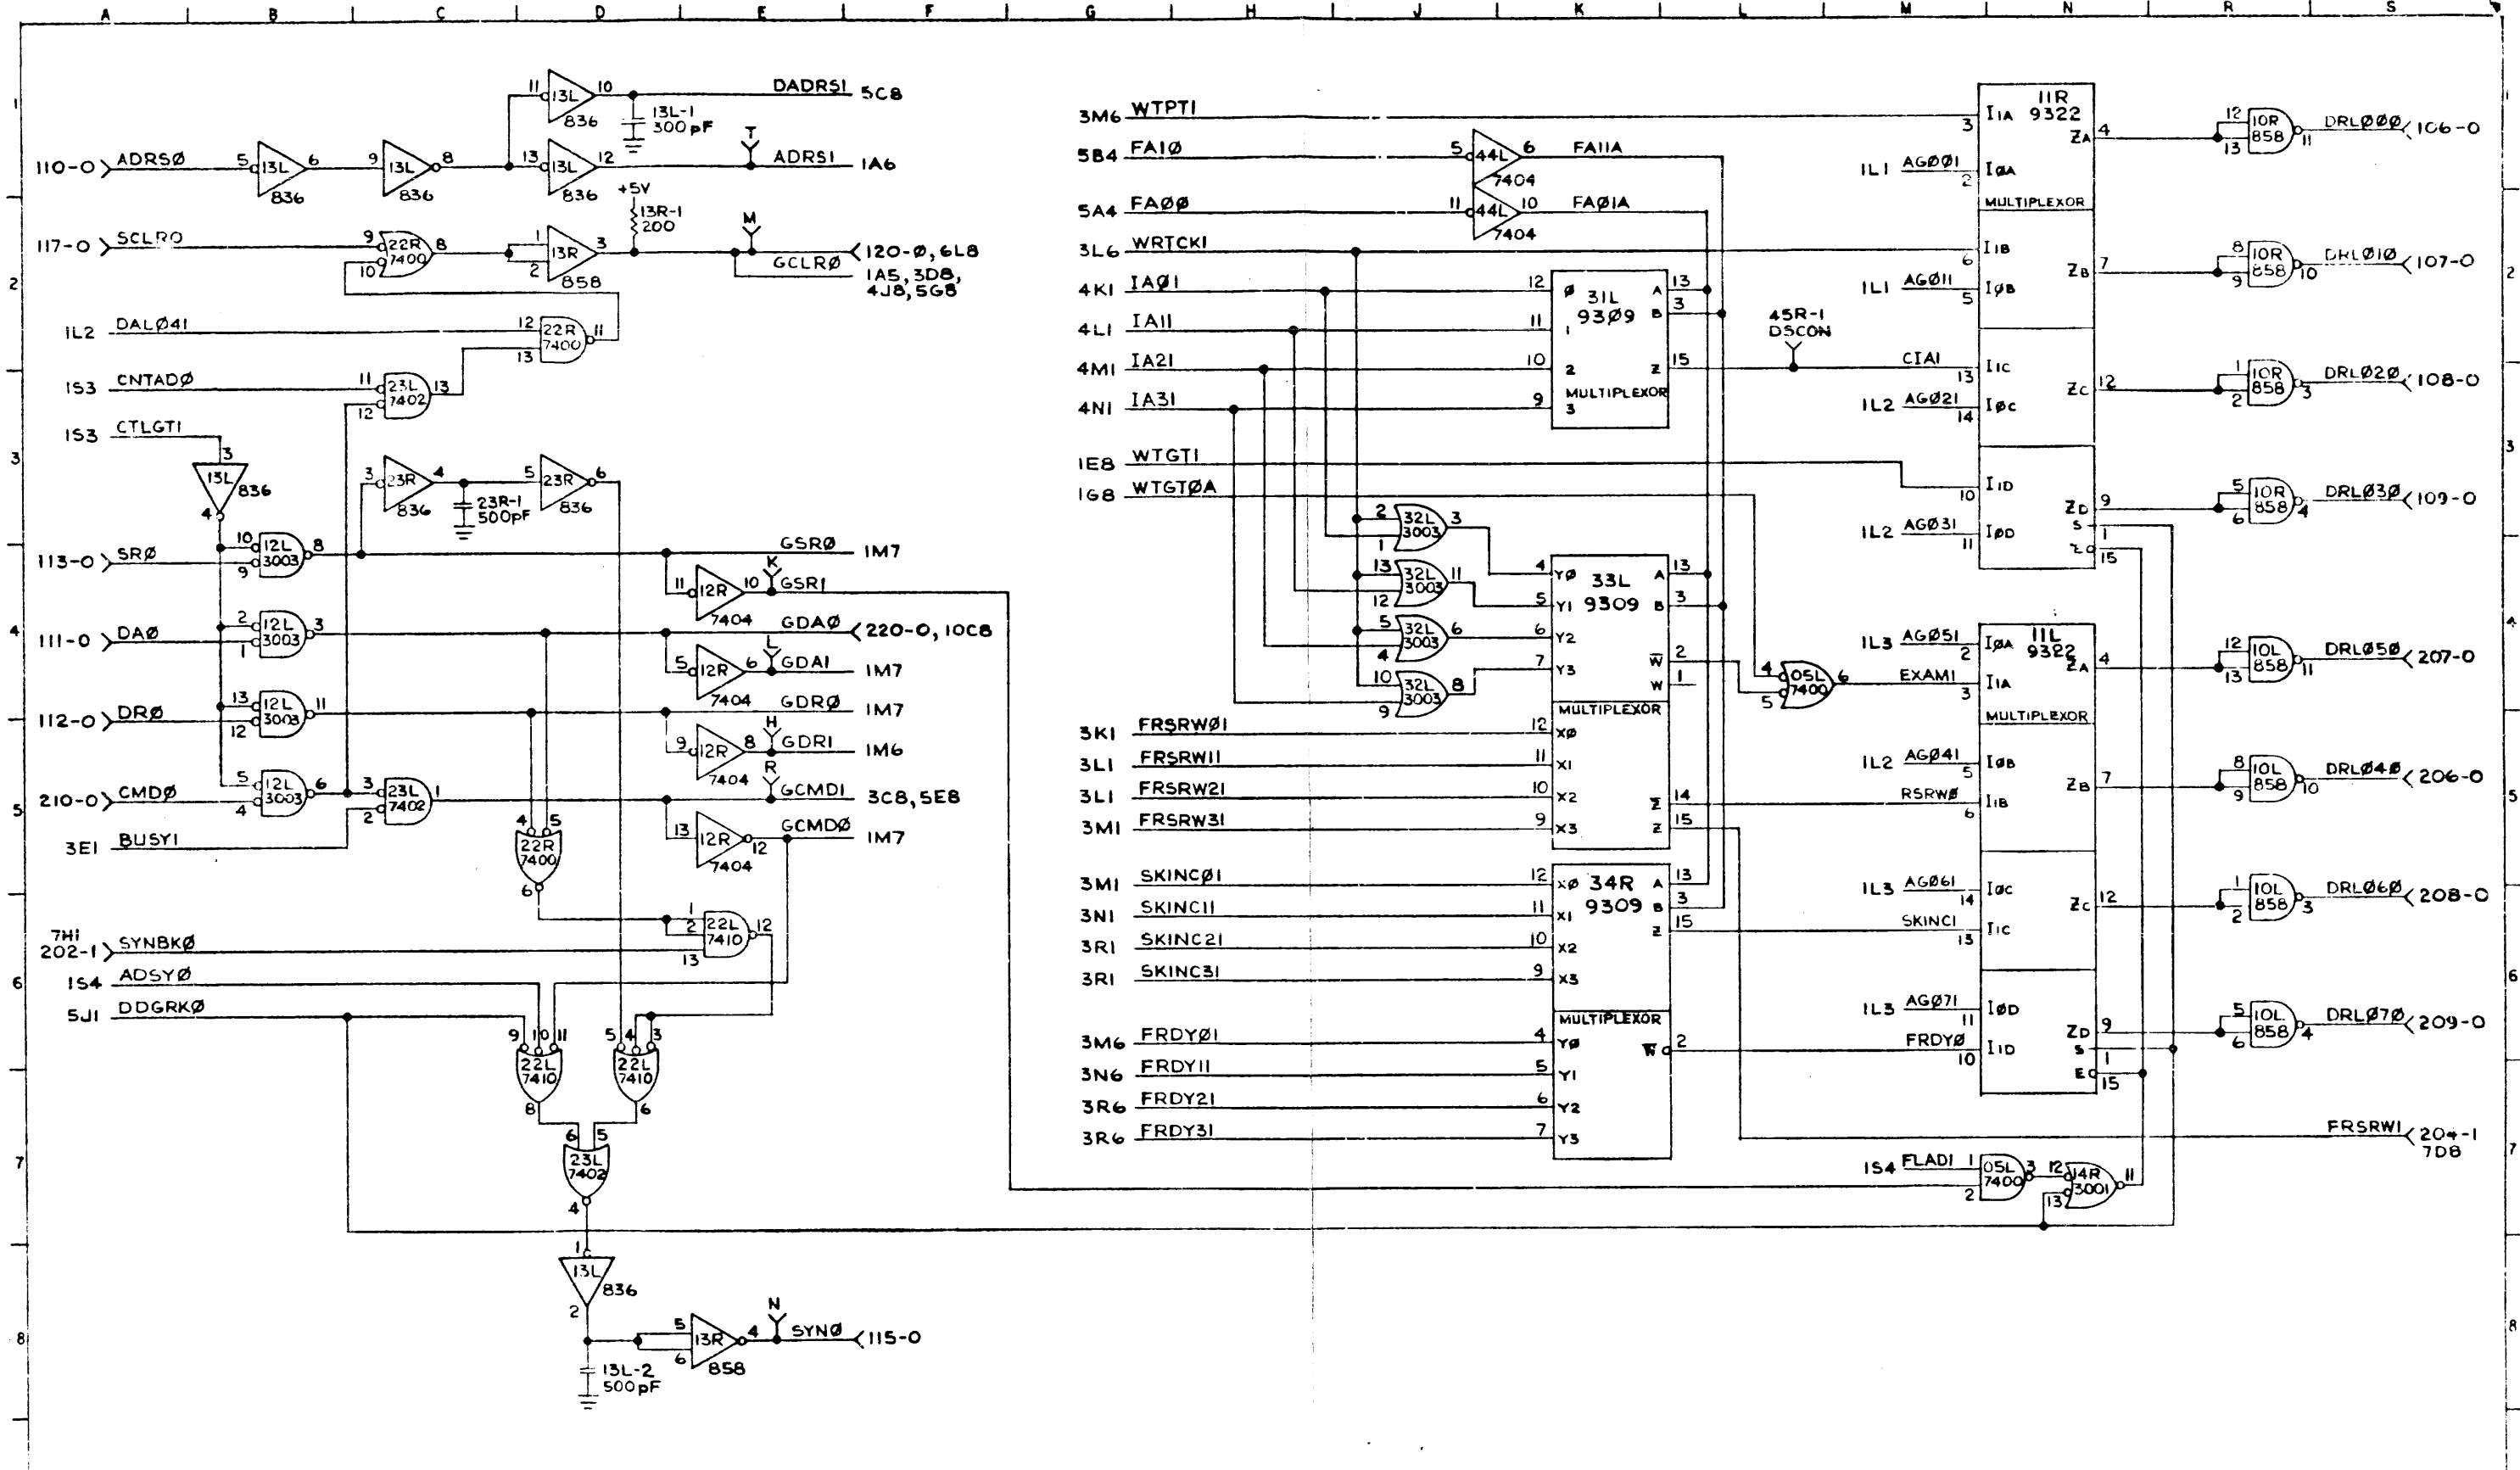 A B C D E F G H J K L M N R S
1
11 13L 10 DADRS1 5C8
836
13L-1
300pF
T
110-0 ADRSØ 5 13L 6 9 13L 8 13 13L 12 ADRS1 1A6
836 836 836
+5V
13R-1
200
M
117-0 SCLRO 9 22R 8 1 13R 3 120-Ø, 6L8
10 7400 2 858 GCLRØ 1A5, 3D8,
4J8, 5G8
2
1L2 DALØ41 12 22R 11
13 7400
1S3 CNTADØ 11 23L 13
12 7402
1S3 CTLGT1
3
3
13L
836
4
3 23R 4 5 23R 6
836 23R-1 836
500pF
113-0 SRØ 10 12L 8 GSRØ 1M7
9 3003
K
11 12R 10 GSR1
7404
4
111-0 DAØ 2 12L 3 GDAØ 220-0, 10C8
1 3003
L
5 12R 6 GDA1 1M7
7404
112-0 DRØ 13 12L 11 GDRØ 1M7
12 3003
H
9 12R 8 GDR1 1M6
7404
R
5
210-0 CMDØ 5 12L 6 3 23L 1 GCMD1 3C8, 5E8
4 3003 2 7402
3E1 BUSY1
13 12R 12 GCMDØ 1M7
7404
4 5
22R
7400
6
1 22L 12
2 7410
13
7H1
202-1 SYNBKØ
6
1S4 ADSYØ
5J1 DDGRKØ
9 10 11 5 4 3
22L 22L
7410 7410
8 6
6 5
7
23L
7402
4
1
13L
836
2
N
8
5 13R 4 SYNØ 115-0
6 858
13L-2
500pF
3M6 WTPT1
5B4 FA1Ø 5 44L 6 FA11A
7404
5A4 FAØØ 11 44L 10 FAØ1A
7404
3L6 WRTCK1
4K1 IAØ1 12 Ø 31L A 13
9309 B 3
4L1 IA11 11 1
4M1 IA21 10 2 Z 15
MULTIPLEXOR
4N1 IA31 9 3
45R-1
DSCON
CIA1
1E8 WTGT1
1G8 WTGTØA
2 32L 3
1 3003
13 32L 11
12 3003
5 32L 6
4 3003
10 32L 8
9 3003
4 YØ 33L A 13
5 Y1 9309 B 3
6 Y2
7 Y3 W 2
W 1
MULTIPLEXOR
3K1 FRSRWØ1 12 XØ
3L1 FRSRW11 11 X1
3L1 FRSRW21 10 X2 Z 14
3M1 FRSRW31 9 X3 Z 15
4 05L 6
5 7400
3M1 SKINCØ1 12 XØ 34R A 13
3N1 SKINC11 11 X1 9309 B 3
Z 15
3R1 SKINC21 10 X2
3R1 SKINC31 9 X3
MULTIPLEXOR
3M6 FRDYØ1 4 YØ W 2
3N6 FRDY11 5 Y1
3R6 FRDY21 6 Y2
3R6 FRDY31 7 Y3
11R
9322
3 I1A ZA 4 12 13 10R 858 11 DRLØØØ 106-0
1L1 AGØØ1 2 IØA
MULTIPLEXOR
6 I1B ZB 7 8 9 10R 858 10 DRLØ1Ø 107-0
1L1 AGØ11 5 IØB
13 I1C ZC 12 1 2 10R 858 3 DRLØ2Ø 108-0
1L2 AGØ21 14 IØC
10 I1D ZD 9 5 6 10R 858 4 DRLØ3Ø 109-0
1L2 AGØ31 11 IØD
S 1
15
11L
9322
1L3 AGØ51 2 IØA ZA 4 12 13 10L 858 11 DRLØ5Ø 207-0
EXAM1 3 I1A
MULTIPLEXOR
1L2 AGØ41 5 IØB ZB 7 8 9 10L 858 10 DRLØ4Ø 206-0
RSRWØ 6 I1B
1L3 AGØ61 14 IØC ZC 12 1 2 10L 858 3 DRLØ6Ø 208-0
SKINC1 13 I1C
1L3 AGØ71 11 IØD ZD 9 5 6 10L 858 4 DRLØ7Ø 209-0
FRDYØ 10 I1D S 1
E 15
FRSRW1 204-1
7D8
1S4 FLAD1 1 05L 3 12 14R 11
2 7400 13 3001
1
2
3
4
5
6
7
8